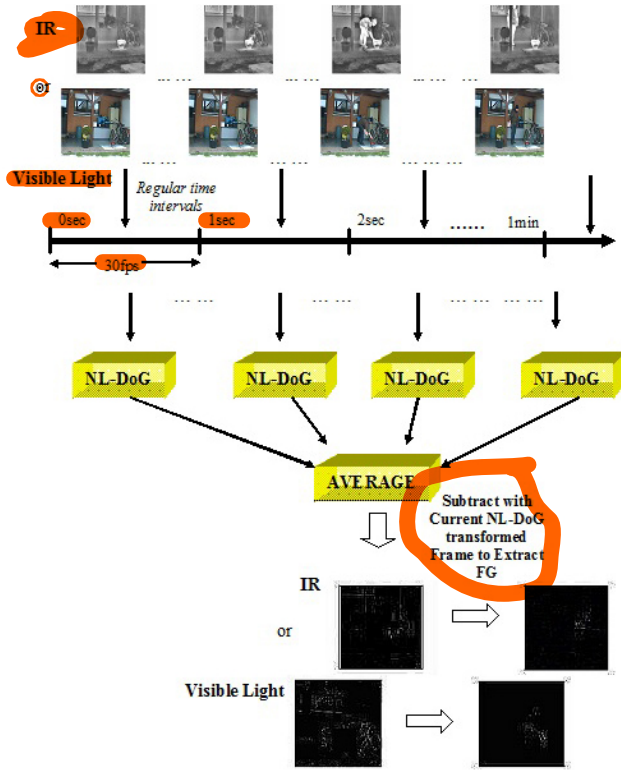 IR
... ... ... ... ... ...
or
... ... ... ... ... ...
Visible Light
Regular time
intervals
0sec 1sec 2sec ...... 1min
30fps
... ... ... ... ... ...
NL-DoG NL-DoG NL-DoG NL-DoG
AVERAGE
Subtract with
Current NL-DoG
transformed
Frame to Extract
FG
IR
or
Visible Light